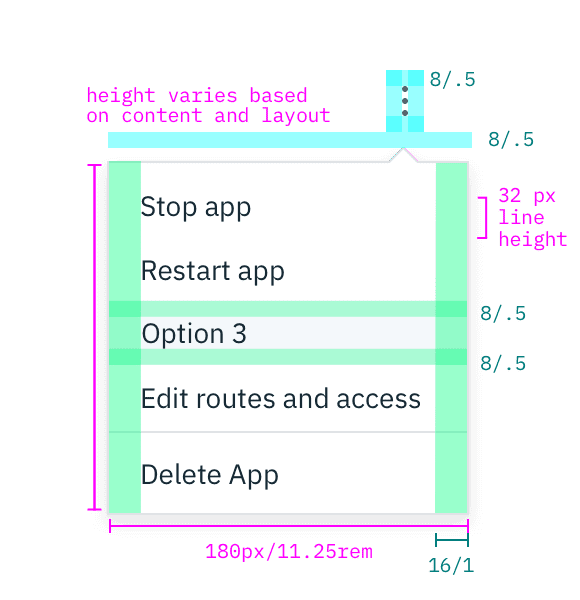 8/.5
height varies based
on content and layout
8/.5
Stop app
32 px
line
height
Restart app
8/.5
Option 3
8/.5
Edit routes and access
Delete App
180px/11.25rem
16/1